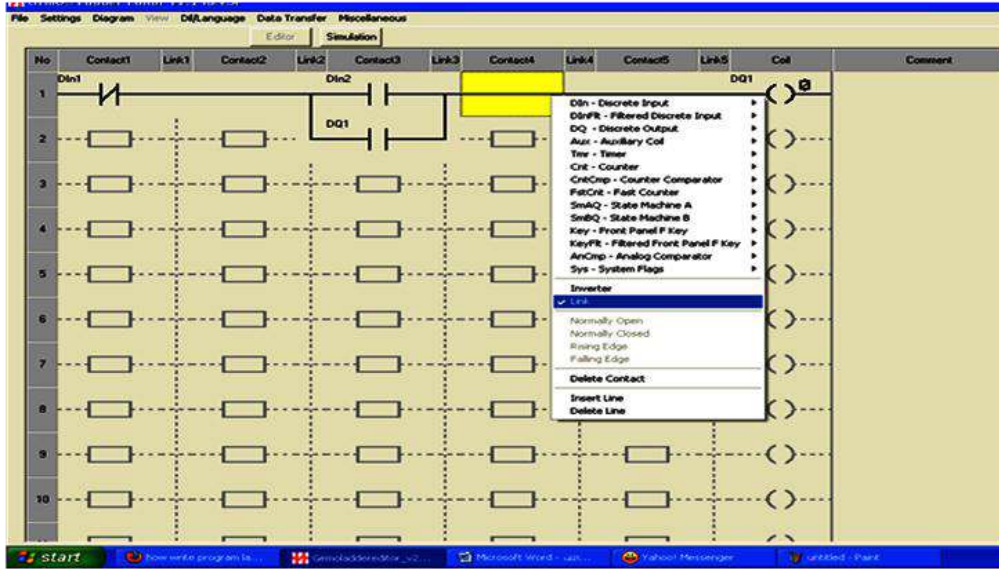 File Settings Diagram View Dil/Language Data Transfer Miscellaneous
Editor Simulation
No Contact1 Link1 Contact2 Link2 Contact3 Link3 Contact4 Link4 Contact5 Link5 Coil Comment
DIn1 DIn2 DQ1
1
DQ1
2
3
4
5
6
7
8
9
10
DIn - Discrete Input
DInFlt - Filtered Discrete Input
DQ - Discrete Output
Aux - Auxiliary Coil
Tmr - Timer
Cnt - Counter
CntCmp - Counter Comparator
FstCnt - Fast Counter
SmAQ - State Machine A
SmBQ - State Machine B
Key - Front Panel F Key
KeyFlt - Filtered Front Panel F Key
AnCmp - Analog Comparator
Sys - System Flags
Inverter
Link
Normally Open
Normally Closed
Rising Edge
Falling Edge
Delete Contact
Insert Line
Delete Line
start how write program la... Gemoladdereditor_v2... Microsoft Word - Yahoo! Messenger untitled - Paint